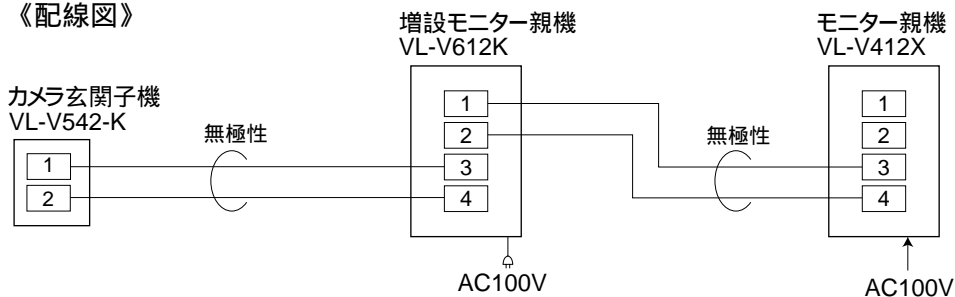 《配線図》
増設モニター親機
VL-V612K
モニター親機
VL-V412X
カメラ玄関子機
VL-V542-K
1
2
無極性
1
2
3
4
無極性
1
2
3
4
AC100V
AC100V